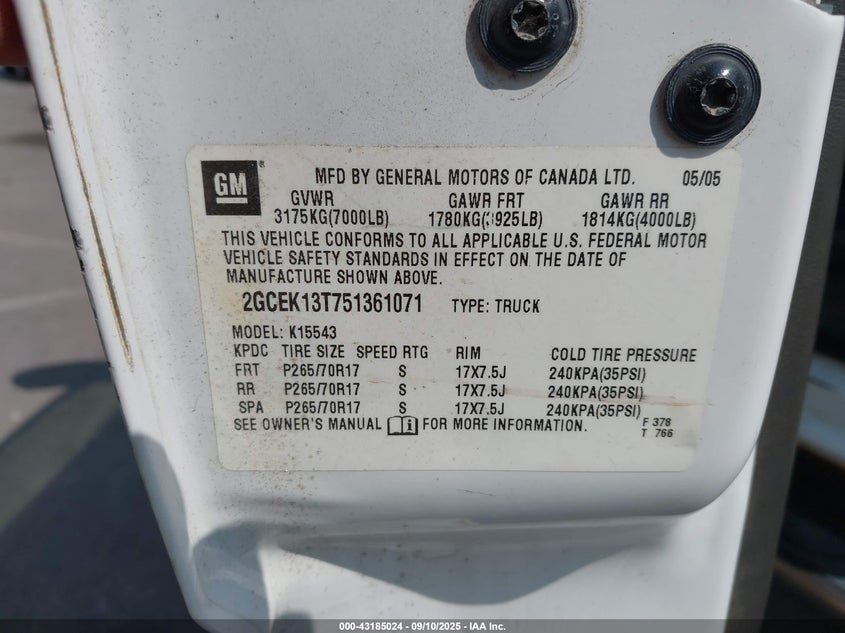 GM ® MFD BY GENERAL MOTORS OF CANADA LTD. 05/05
GVWR GAWR FRT GAWR RR
3175KG(7000LB) 1780KG(3925LB) 1814KG(4000LB)
THIS VEHICLE CONFORMS TO ALL APPLICABLE U.S. FEDERAL MOTOR
VEHICLE SAFETY STANDARDS IN EFFECT ON THE DATE OF
MANUFACTURE SHOWN ABOVE.
2GCEK13T751361071 TYPE: TRUCK
MODEL: K15543
KPDC TIRE SIZE SPEED RTG RIM COLD TIRE PRESSURE
FRT P265/70R17 S 17X7.5J 240KPA(35PSI)
RR P265/70R17 S 17X7.5J 240KPA(35PSI)
SPA P265/70R17 S 17X7.5J 240KPA(35PSI)
SEE OWNER'S MANUAL FOR MORE INFORMATION. F 378
T 766
000-43185024 - 09/10/2025 - IAA Inc.